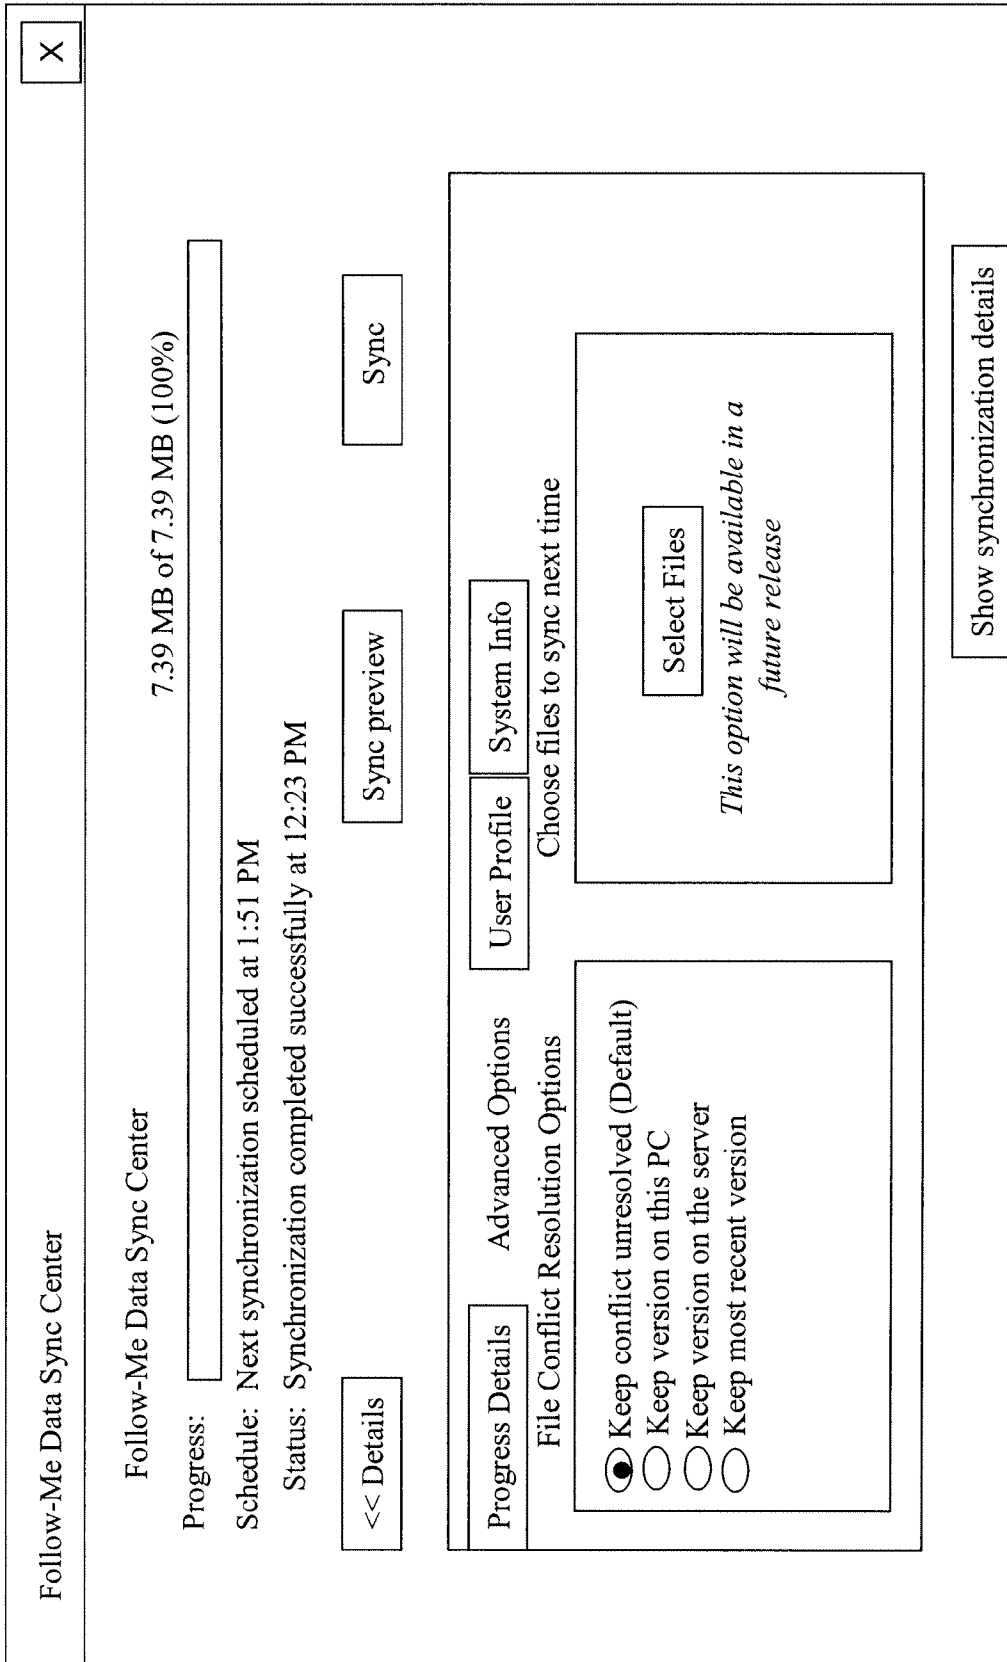 Follow-Me Data Sync Center
X
Follow-Me Data Sync Center
7.39 MB of 7.39 MB (100%)
Progress:
Schedule: Next synchronization scheduled at 1:51 PM
Status: Synchronization completed successfully at 12:23 PM
<< Details
Sync preview
Sync
Progress Details
Advanced Options
User Profile
System Info
File Conflict Resolution Options
Keep conflict unresolved (Default)
Keep version on this PC
Keep version on the server
Keep most recent version
Choose files to sync next time
Select Files
This option will be available in a
future release
Show synchronization details